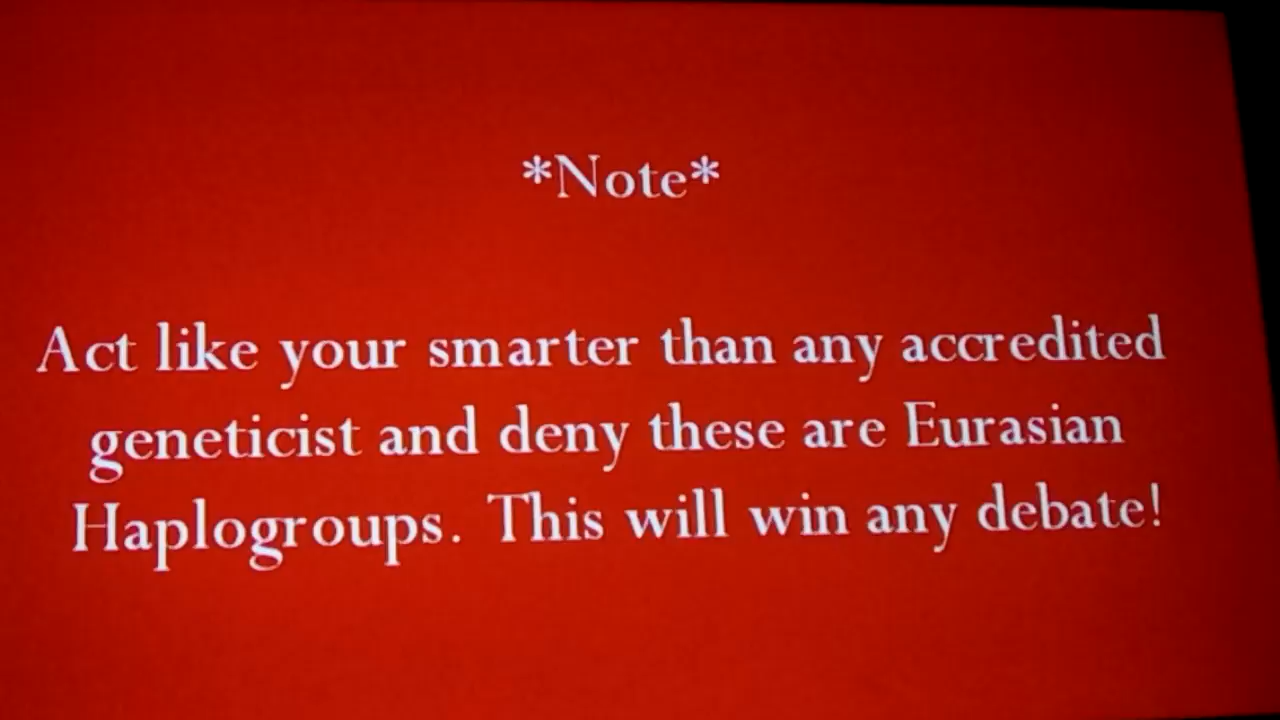 *Note*
Act like your smarter than any accredited
geneticist and deny these are Eurasian
Haplogroups. This will win any debate!